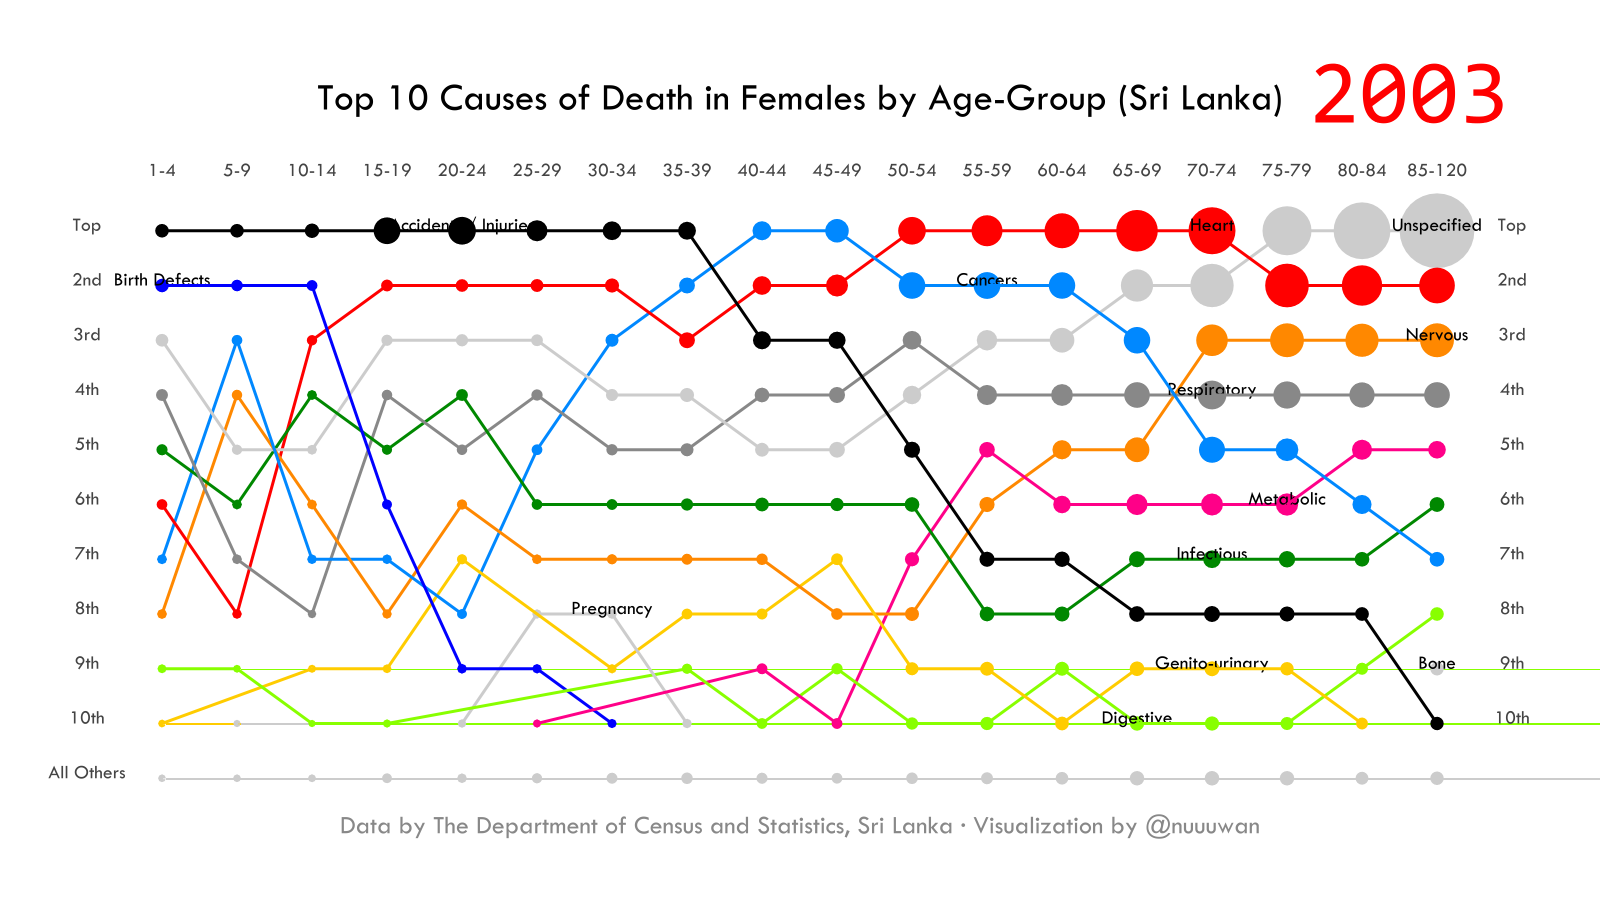 Top 10 Causes of Death in Females by Age-Group (Sri Lanka) 2003
1-4 5-9 10-14 15-19 20-24 25-29 30-34 35-39 40-44 45-49 50-54 55-59 60-64 65-69 70-74 75-79 80-84 85-120
Top Accident / Injuries Heart Unspecified Top
2nd Birth Defects Cancers 2nd
3rd Nervous 3rd
4th Respiratory 4th
5th 5th
6th Metabolic 6th
7th Infectious 7th
8th Pregnancy 8th
9th Genito-urinary Bone 9th
10th Digestive 10th
All Others
Data by The Department of Census and Statistics, Sri Lanka · Visualization by @nuuuwan